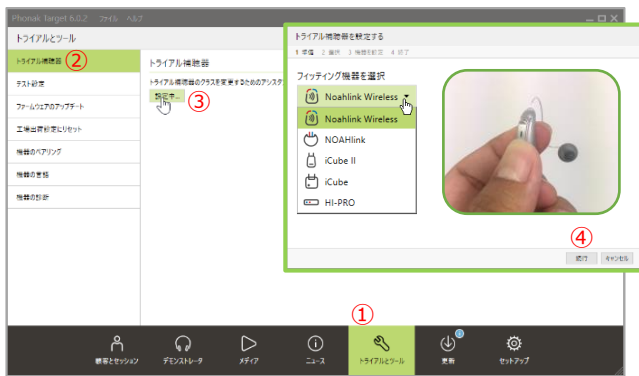 Phonak Target 6.0.2 ファイル ヘルプ
トライアルとツール
トライアル補聴器 ②
テスト設定
ファームウェアのアップデート
工場出荷設定にリセット
機器のペアリング
機器の言語
機器の診断
トライアル補聴器
トライアル補聴器のクラスを変更するためのアシスタ
設定中...
③
トライアル補聴器を設定する
1 準備 2 選択 3 機器を設定 4 終了
フィッティング機器を選択
Noahlink Wireless
Noahlink Wireless
NOAHlink
iCube II
iCube
HI-PRO
④
続行 キャンセル
①
顧客とセッション デモンストレータ メディア ニュース トライアルとツール 更新 セットアップ